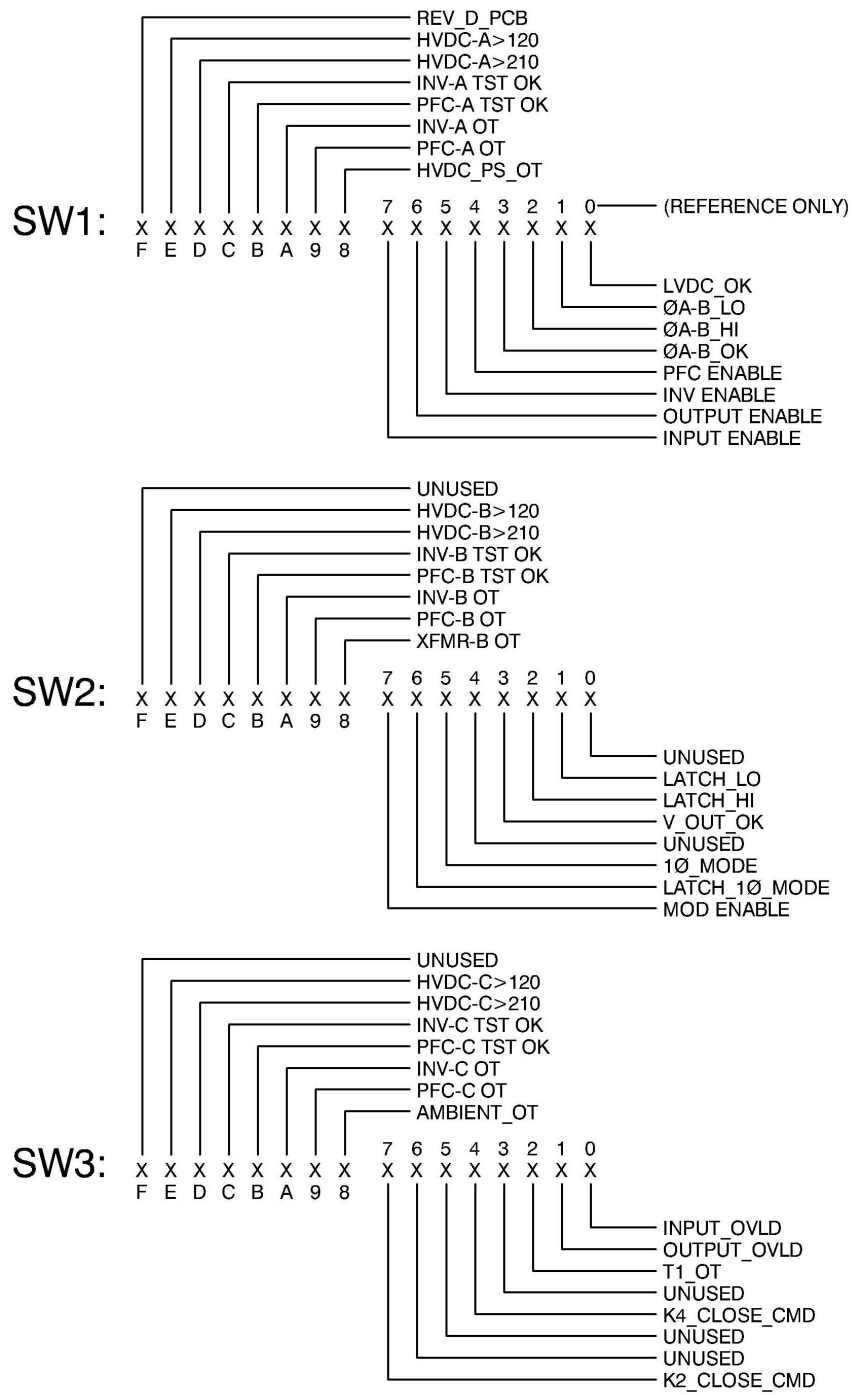 REV_D_PCB
HVDC-A>120
HVDC-A>210
INV-A TST OK
PFC-A TST OK
INV-A OT
PFC-A OT
HVDC_PS_OT
7 6 5 4 3 2 1 0 (REFERENCE ONLY)
SW1: X X X X X X X X X X X X X X X X
F E D C B A 9 8
LVDC_OK
ØA-B_LO
ØA-B_HI
ØA-B_OK
PFC ENABLE
INV ENABLE
OUTPUT ENABLE
INPUT ENABLE
UNUSED
HVDC-B>120
HVDC-B>210
INV-B TST OK
PFC-B TST OK
INV-B OT
PFC-B OT
XFMR-B OT
7 6 5 4 3 2 1 0
SW2: X X X X X X X X X X X X X X X X
F E D C B A 9 8
UNUSED
LATCH_LO
LATCH_HI
V_OUT_OK
UNUSED
1Ø_MODE
LATCH_1Ø_MODE
MOD ENABLE
UNUSED
HVDC-C>120
HVDC-C>210
INV-C TST OK
PFC-C TST OK
INV-C OT
PFC-C OT
AMBIENT_OT
7 6 5 4 3 2 1 0
SW3: X X X X X X X X X X X X X X X X
F E D C B A 9 8
INPUT_OVLD
OUTPUT_OVLD
T1_OT
UNUSED
K4_CLOSE_CMD
UNUSED
UNUSED
K2_CLOSE_CMD